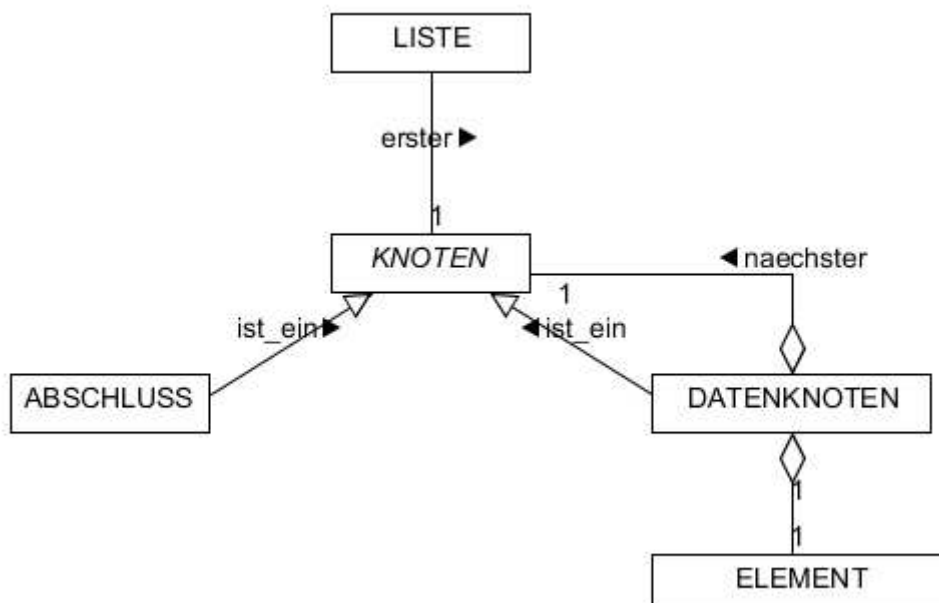 LISTE
erster ►
1
KNOTEN
◄ naechster
1
ist_ein►
◄ist_ein
ABSCHLUSS
DATENKNOTEN
1
1
ELEMENT